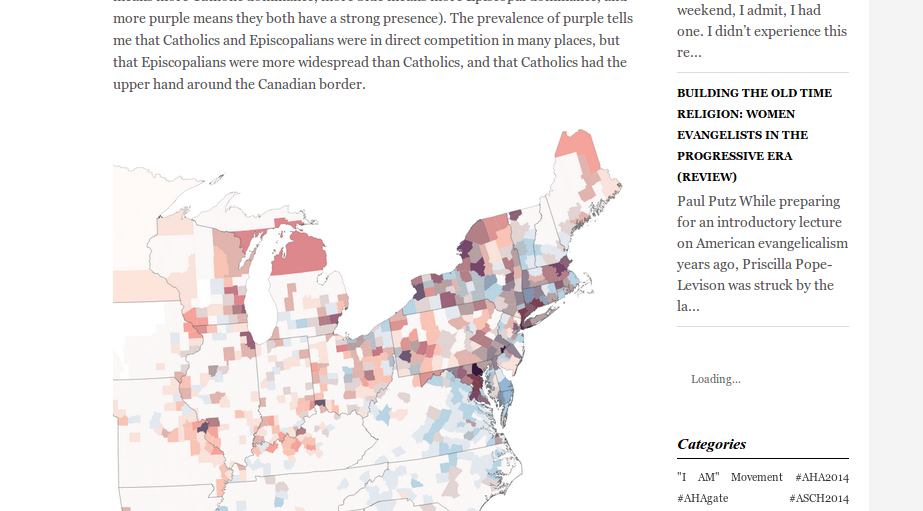 more purple means they both have a strong presence). The prevalence of purple tells
me that Catholics and Episcopalians were in direct competition in many places, but
that Episcopalians were more widespread than Catholics, and that Catholics had the
upper hand around the Canadian border.
weekend, I admit, I had
one. I didn't experience this
re...
BUILDING THE OLD TIME
RELIGION: WOMEN
EVANGELISTS IN THE
PROGRESSIVE ERA
(REVIEW)
Paul Putz While preparing
for an introductory lecture
on American evangelicalism
years ago, Priscilla Pope-
Levison was struck by the
la...
Loading...
Categories
"I AM" Movement #AHA2014
#AHAgate #ASCH2014